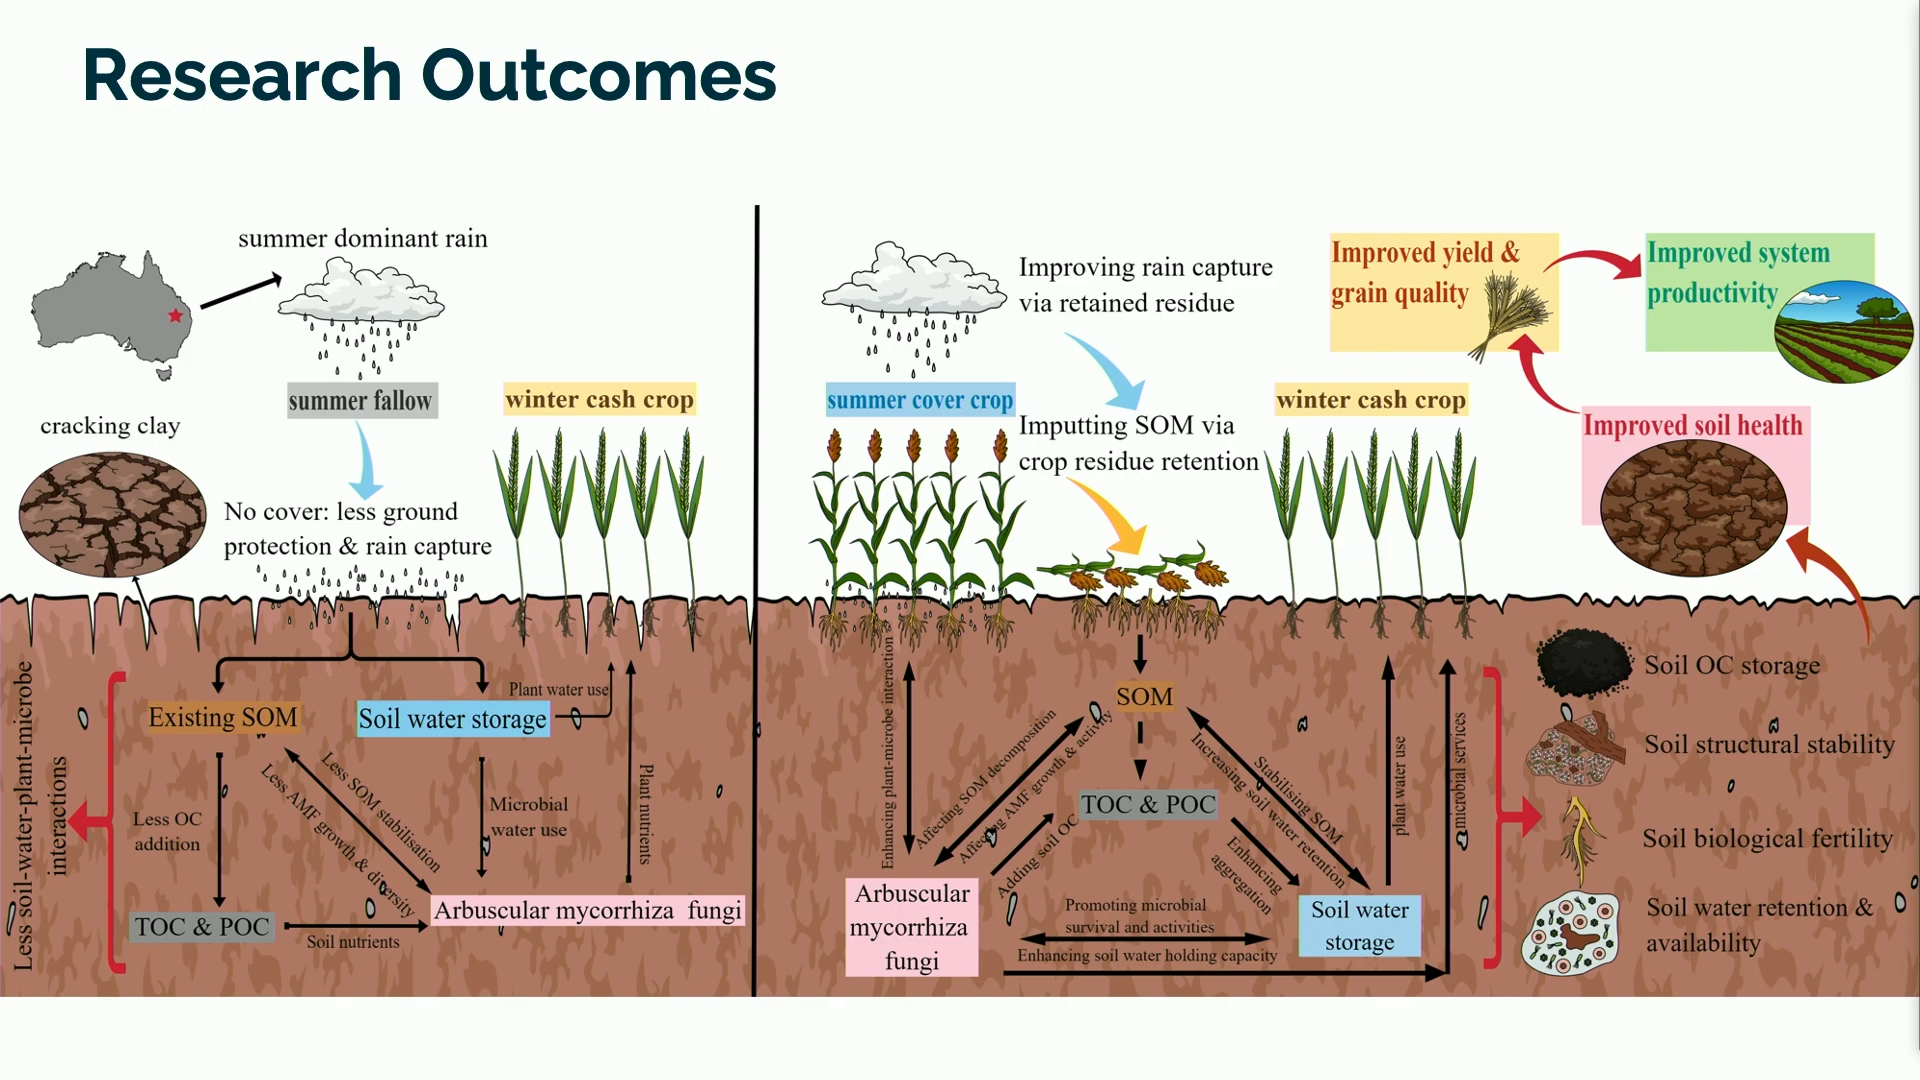 Research Outcomes
summer dominant rain
summer fallow
winter cash crop
cracking clay
No cover: less ground
protection & rain capture
Less soil-water-plant-microbe
interactions
Existing SOM
Soil water storage
Plant water use
Less OC
addition
Less SOM stabilisation
Less AMF growth & diversity
Microbial
water use
Plant nutrients
TOC & POC
Soil nutrients
Arbuscular mycorrhiza fungi
Improving rain capture
via retained residue
summer cover crop
Imputting SOM via
crop residue retention
winter cash crop
Improved yield &
grain quality
Improved system
productivity
Improved soil health
Enhancing plant-microbe interaction
SOM
Affecting SOM decomposition
Affecting AMF growth & activity
Adding soil OC
TOC & POC
Stabilising SOM
Increasing soil water retention
Enhancing
aggregation
plant water use
microbial services
Arbuscular
mycorrhiza
fungi
Promoting microbial
survival and activities
Enhancing soil water holding capacity
Soil water
storage
Soil OC storage
Soil structural stability
Soil biological fertility
Soil water retention &
availability